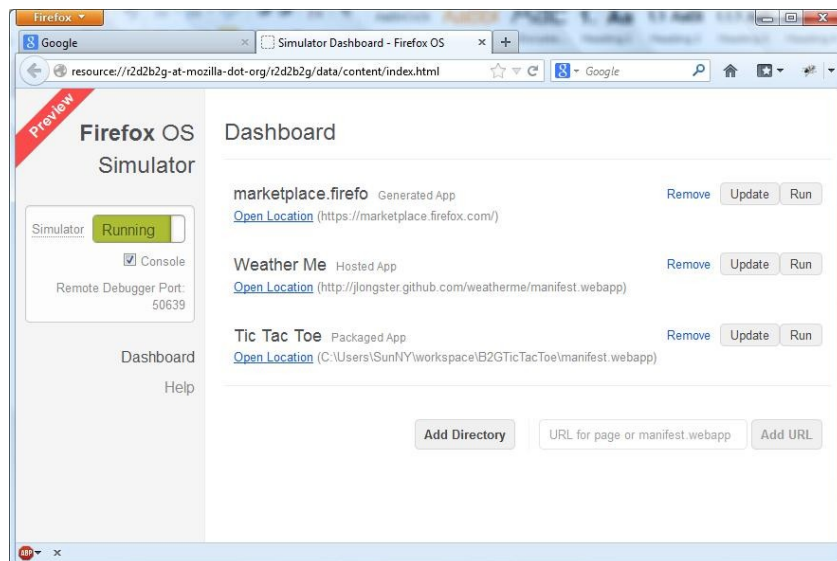 Firefox
Google
Simulator Dashboard - Firefox OS
resource://r2d2b2g-at-mozilla-dot-org/r2d2b2g/data/content/index.html
Google
Preview
Firefox OS
Simulator
Simulator Running
Console
Remote Debugger Port:
50639
Dashboard
Help
Dashboard
marketplace.firefo Generated App Remove Update Run
Open Location (https://marketplace.firefox.com/)
Weather Me Hosted App Remove Update Run
Open Location (http://jlongster.github.com/weatherme/manifest.webapp)
Tic Tac Toe Packaged App Remove Update Run
Open Location (C:\Users\SunNY\workspace\B2GTicTacToe\manifest.webapp)
Add Directory URL for page or manifest.webapp Add URL
ABP